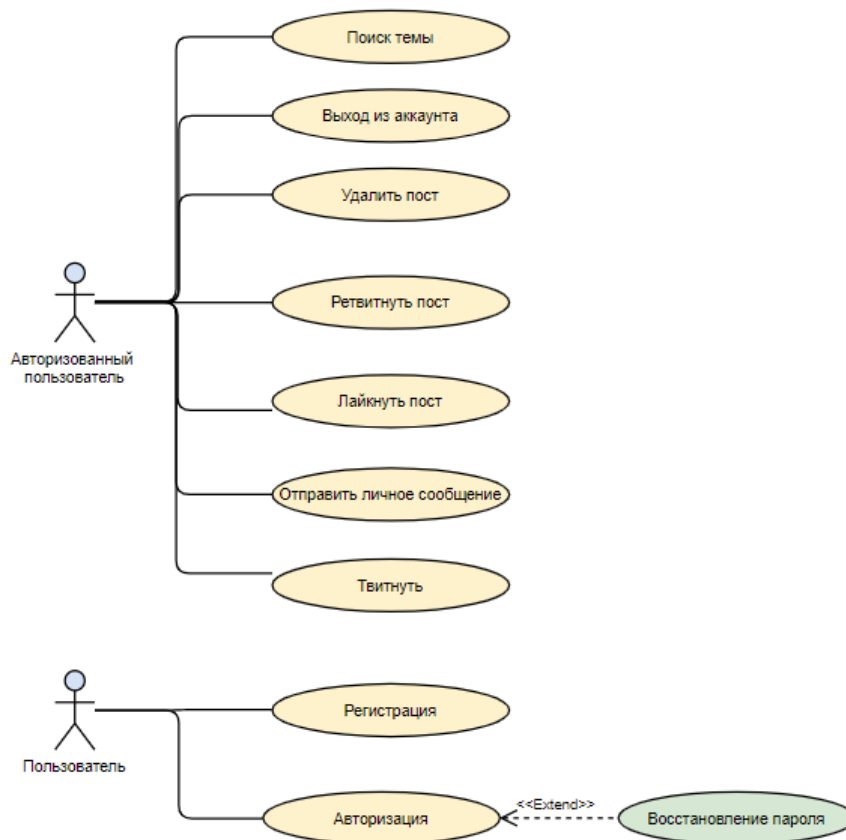 Поиск темы
Выход из аккаунта
Удалить пост
Ретвитнуть пост
Авторизованный
пользователь
Лайкнуть пост
Отправить личное сообщение
Твитнуть
Регистрация
Пользователь
Авторизация
<<Extend>>
Восстановление пароля